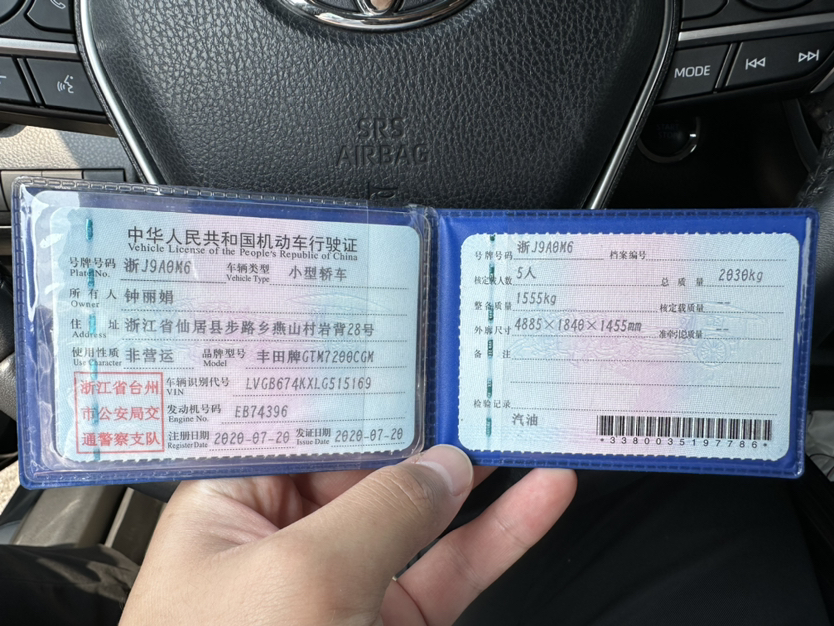 MODE
SRS
AIRBAG
中华人民共和国机动车行驶证
Vehicle License of the People's Republic of China
号牌号码 浙J9A0M6 车辆类型 小型轿车
Plate No. Vehicle Type
所有人 钟丽娟
Owner
住址 浙江省仙居县步路乡燕山村岩背28号
Address
使用性质 非营运 品牌型号 丰田牌GTM7200CGM
Use Character Model
浙江省台州
市公安局交
通警察支队
车辆识别代号 LVGB674KXLG515169
VIN
发动机号码 EB74396
Engine No.
注册日期 2020-07-20 发证日期 2020-07-20
Register Date Issue Date
号牌号码 浙J9A0M6 档案编号
核定载人数 5人 总质量 2030kg
整备质量 1555kg 核定载质量 --
外廓尺寸 4885×1840×1455mm 准牵引总质量 --
备注
检验记录
汽油
*3380035197786*